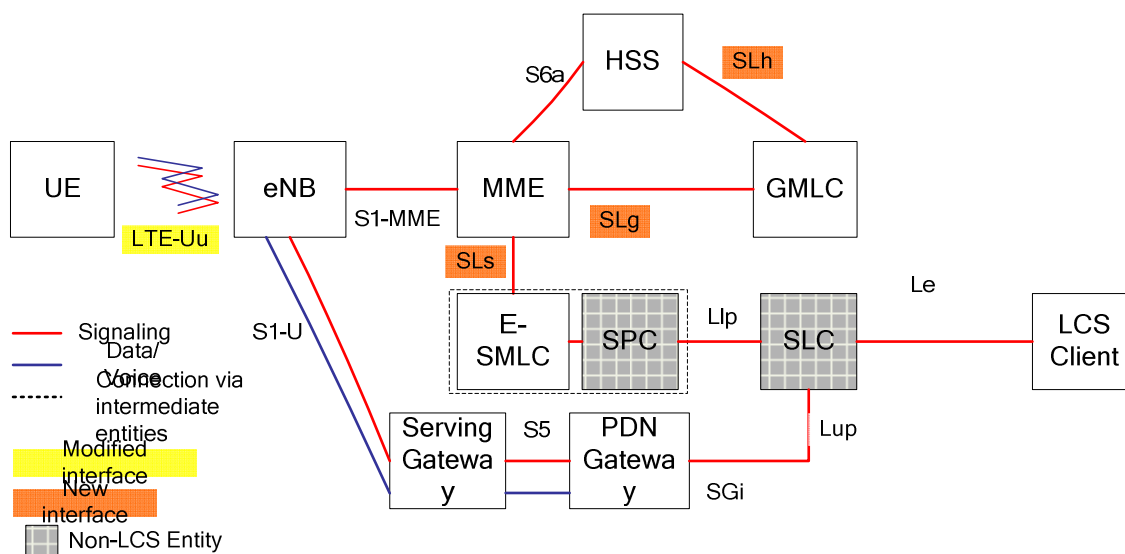 HSS
S6a
SLh
UE
eNB
MME
GMLC
S1-MME
SLg
LTE-Uu
SLs
Le
E-
SMLC
SPC
Llp
SLC
LCS
Client
S1-U
Signaling
Data/
Voice
Connection via
intermediate
entities
Serving
Gatewa
y
S5
PDN
Gatewa
y
Lup
SGi
Modified
interface
New
interface
Non-LCS Entity